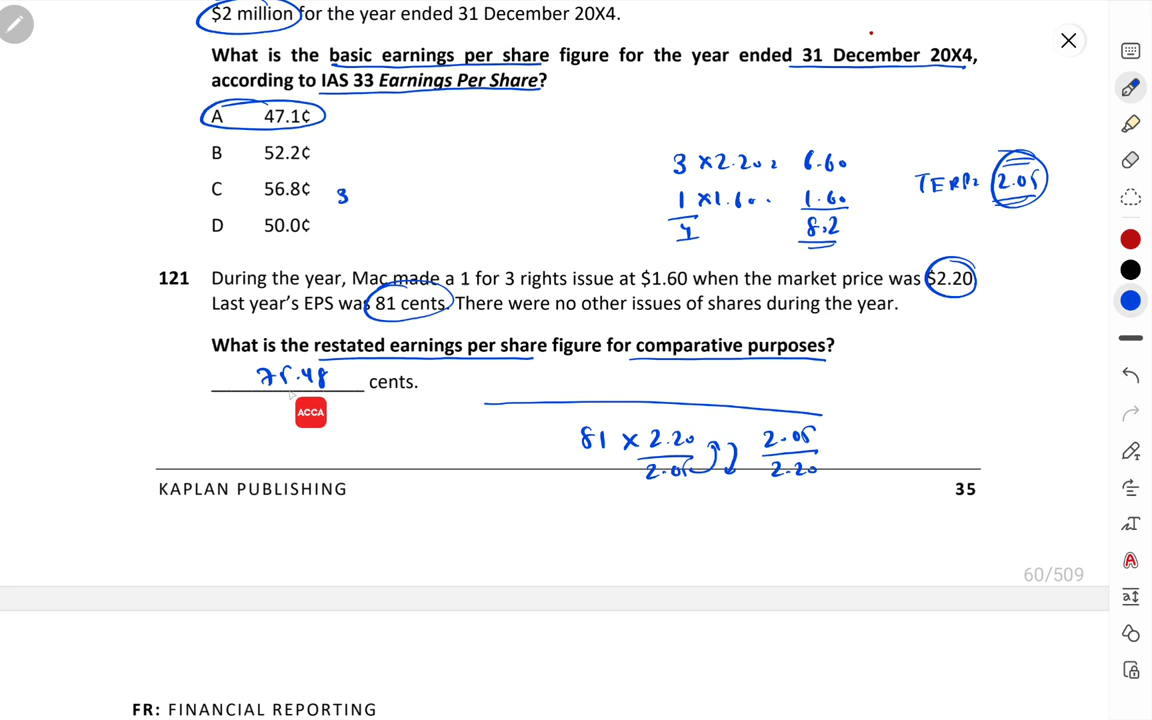 $2 million for the year ended 31 December 20X4.
What is the basic earnings per share figure for the year ended 31 December 20X4,
according to IAS 33 Earnings Per Share?
A 47.1¢
B 52.2¢
C 56.8¢ 3
D 50.0¢
3 × 2.20 = 6.60
1 × 1.60 = 1.60
4 8.2
TERP = 2.05
121 During the year, Mac made a 1 for 3 rights issue at $1.60 when the market price was $2.20.
Last year's EPS was 81 cents. There were no other issues of shares during the year.
What is the restated earnings per share figure for comparative purposes?
75.48 cents.
ACCA
81 × 2.20 2.05
2.05 2.20
KAPLAN PUBLISHING 35
60/509
FR: FINANCIAL REPORTING